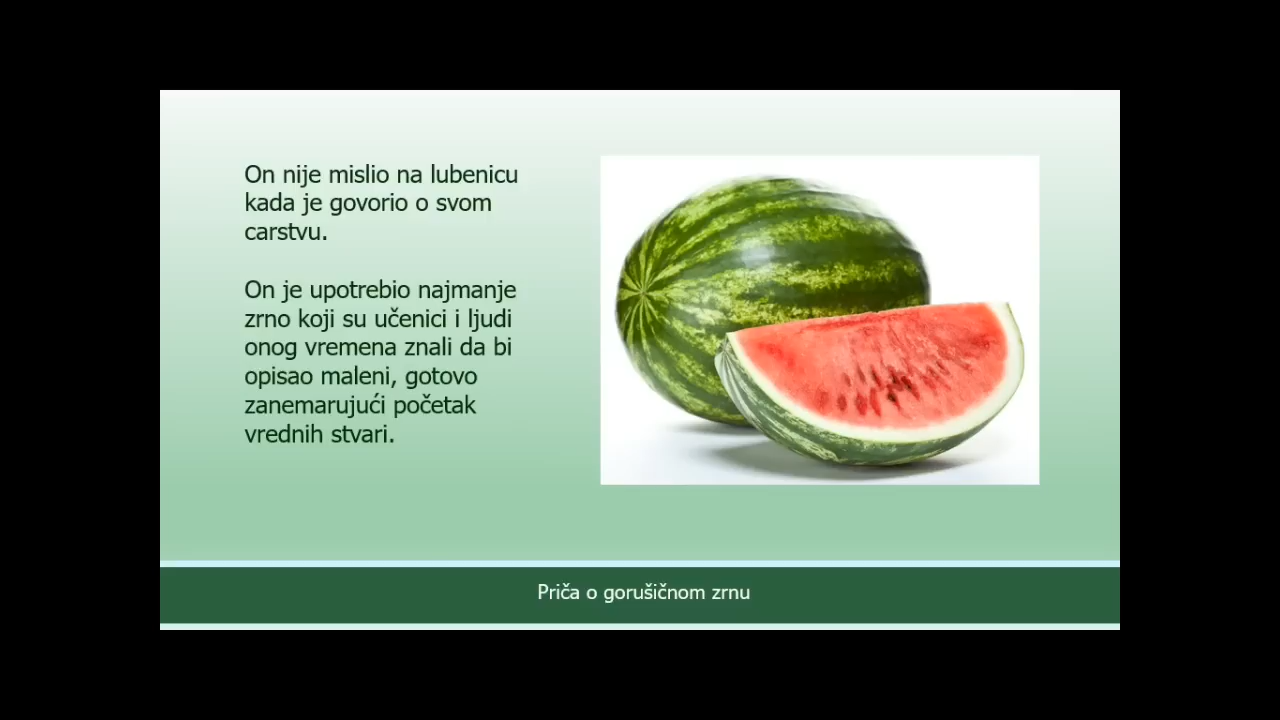 On nije mislio na lubenicu
kada je govorio o svom
carstvu.
On je upotrebio najmanje
zrno koji su učenici i ljudi
onog vremena znali da bi
opisao maleni, gotovo
zanemarujući početak
vrednih stvari.
Priča o gorušičnom zrnu